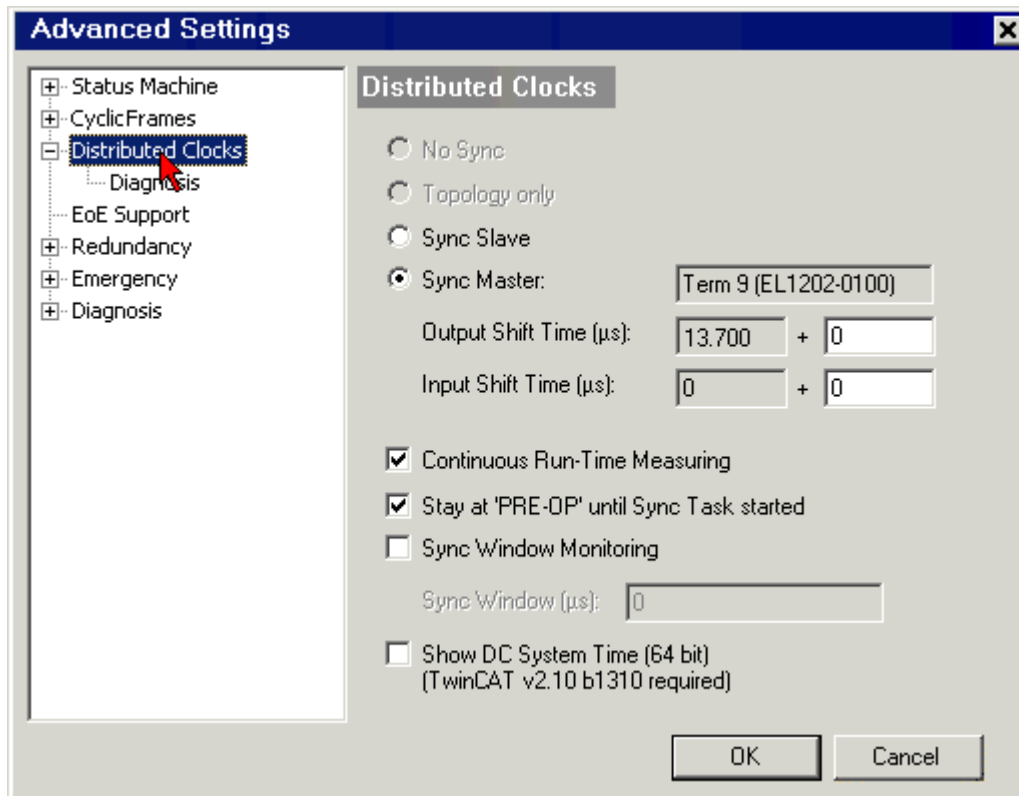 Advanced Settings
Status Machine
CyclicFrames
Distributed Clocks
Diagnosis
EoE Support
Redundancy
Emergency
Diagnosis
Distributed Clocks
No Sync
Topology only
Sync Slave
Sync Master: Term 9 (EL1202-0100)
Output Shift Time (µs): 13.700 + 0
Input Shift Time (µs): 0 + 0
Continuous Run-Time Measuring
Stay at 'PRE-OP' until Sync Task started
Sync Window Monitoring
Sync Window (µs): 0
Show DC System Time (64 bit)
(TwinCAT v2.10 b1310 required)
OK Cancel